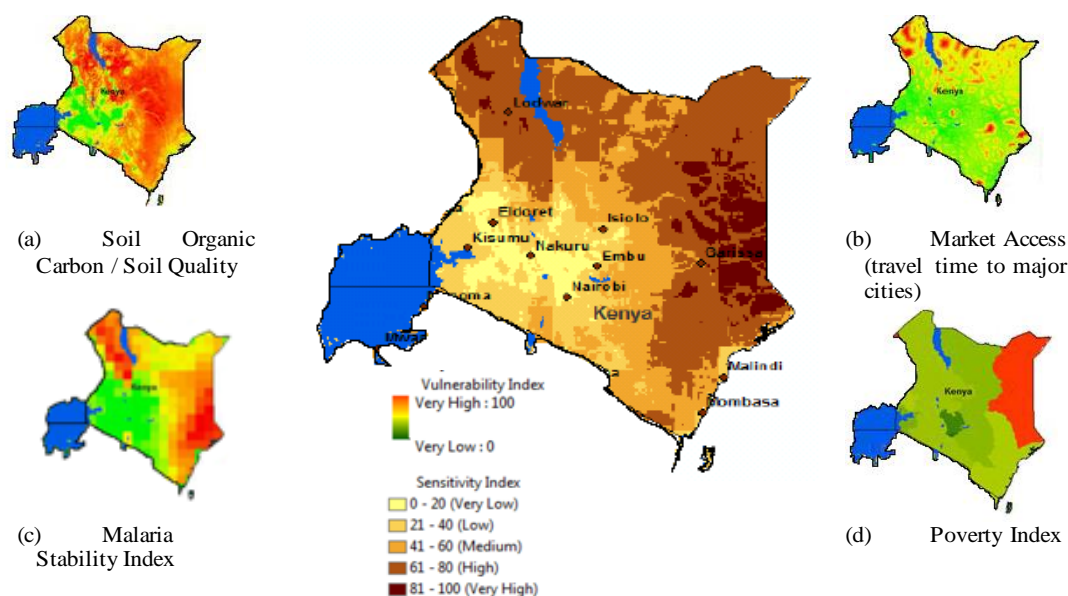 Kenya
(a) Soil Organic
Carbon / Soil Quality
Kenya
(b) Market Access
(travel time to major
cities)
Lodwar
Eldoret
Isiolo
Kisumu
Nakuru
Embu
Garissa
Nairobi
Kenya
Malindi
Mombasa
Vulnerability Index
Very High : 100
Very Low : 0
Sensitivity Index
0 - 20 (Very Low)
21 - 40 (Low)
41 - 60 (Medium)
61 - 80 (High)
81 - 100 (Very High)
Kenya
(c) Malaria
Stability Index
Kenya
(d) Poverty Index